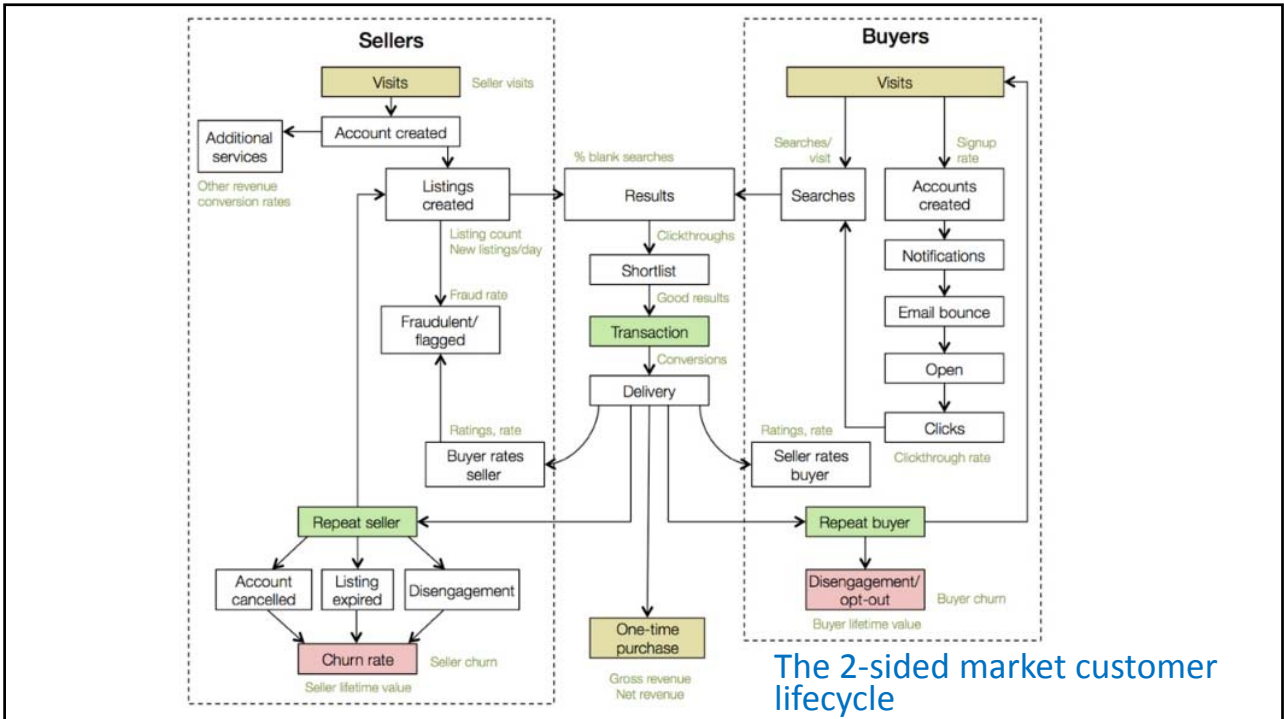 Sellers
Visits
Seller visits
Account created
Additional
services
Other revenue
conversion rates
Listings
created
Listing count
New listings/day
Fraud rate
Fraudulent/
flagged
Ratings, rate
Buyer rates
seller
Repeat seller
Account
cancelled
Listing
expired
Disengagement
Churn rate
Seller churn
Seller lifetime value
% blank searches
Results
Clickthroughs
Shortlist
Good results
Transaction
Conversions
Delivery
One-time
purchase
Gross revenue
Net revenue
Buyers
Visits
Searches/
visit
Signup
rate
Searches
Accounts
created
Notifications
Email bounce
Open
Clicks
Clickthrough rate
Ratings, rate
Seller rates
buyer
Repeat buyer
Disengagement/
opt-out
Buyer churn
Buyer lifetime value
The 2-sided market customer
lifecycle